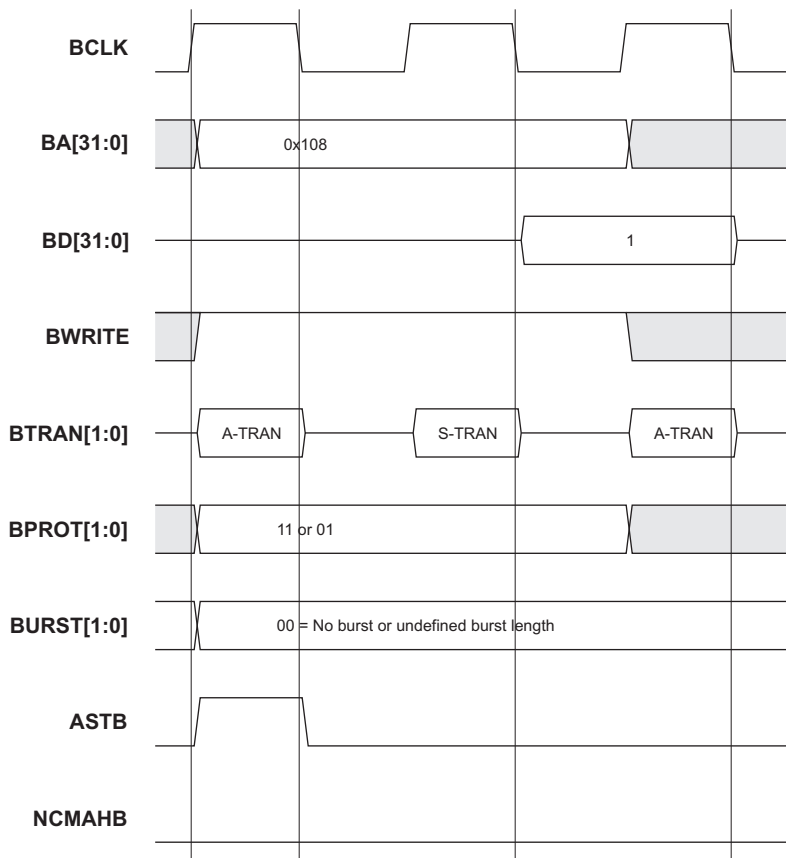 BCLK
BA[31:0]
0x108
BD[31:0]
1
BWRITE
BTRAN[1:0]
A-TRAN
S-TRAN
A-TRAN
BPROT[1:0]
11 or 01
BURST[1:0]
00 = No burst or undefined burst length
ASTB
NCMAHB